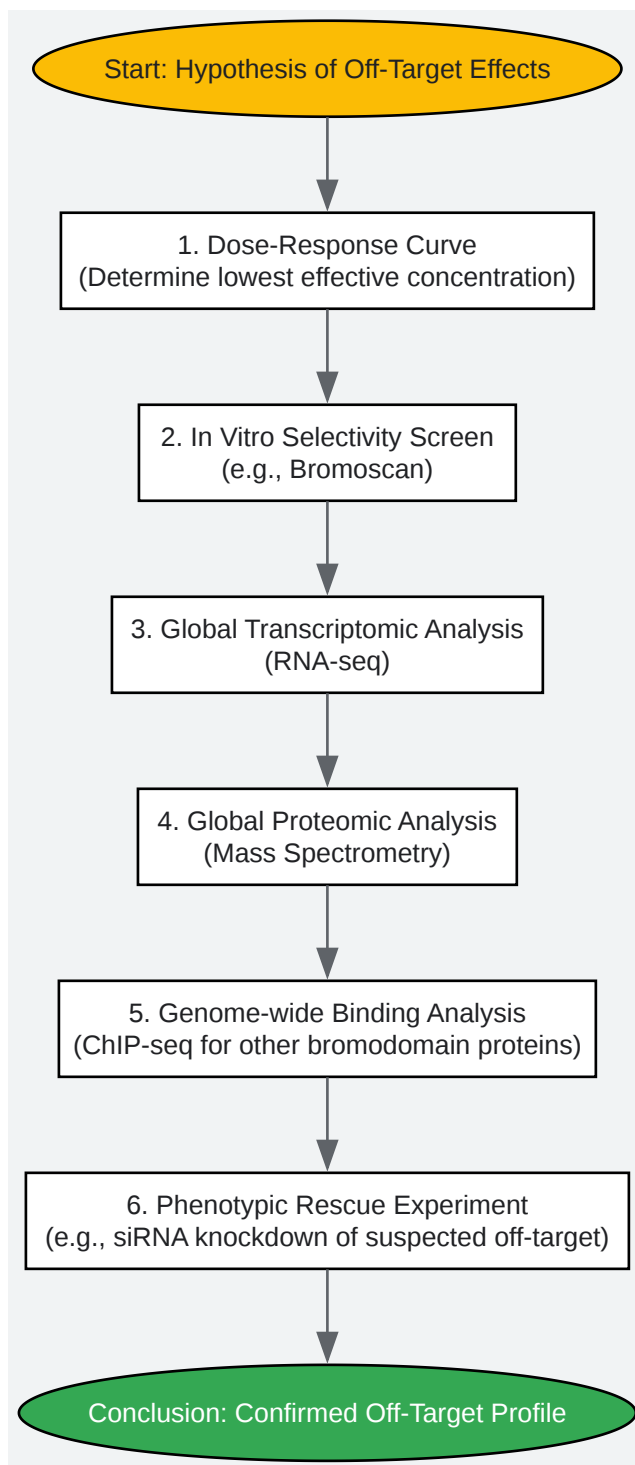 Start: Hypothesis of Off-Target Effects
1. Dose-Response Curve
(Determine lowest effective concentration)
2. In Vitro Selectivity Screen
(e.g., Bromoscan)
3. Global Transcriptomic Analysis
(RNA-seq)
4. Global Proteomic Analysis
(Mass Spectrometry)
5. Genome-wide Binding Analysis
(ChIP-seq for other bromodomain proteins)
6. Phenotypic Rescue Experiment
(e.g., siRNA knockdown of suspected off-target)
Conclusion: Confirmed Off-Target Profile